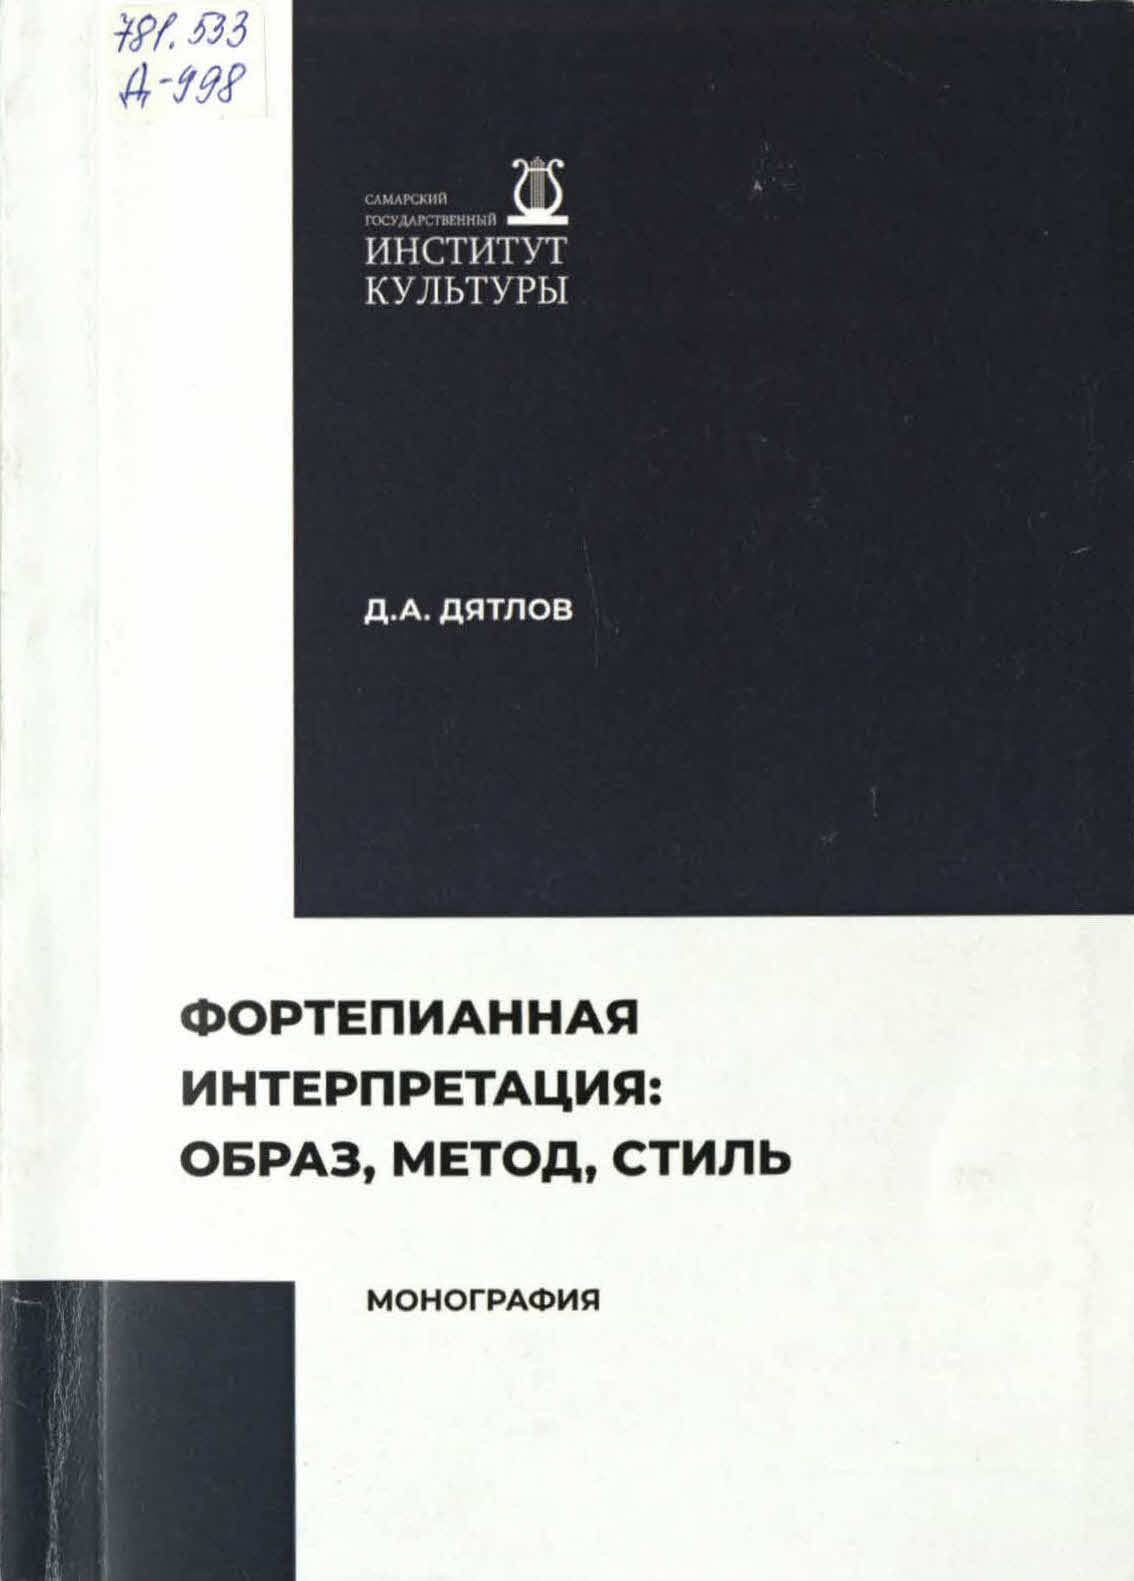 781.533
Д-998
САМАРСКИЙ
ГОСУДАРСТВЕННЫЙ
ИНСТИТУТ
КУЛЬТУРЫ
Д.А. ДЯТЛОВ
ФОРТЕПИАННАЯ
ИНТЕРПРЕТАЦИЯ:
ОБРАЗ, МЕТОД, СТИЛЬ
МОНОГРАФИЯ